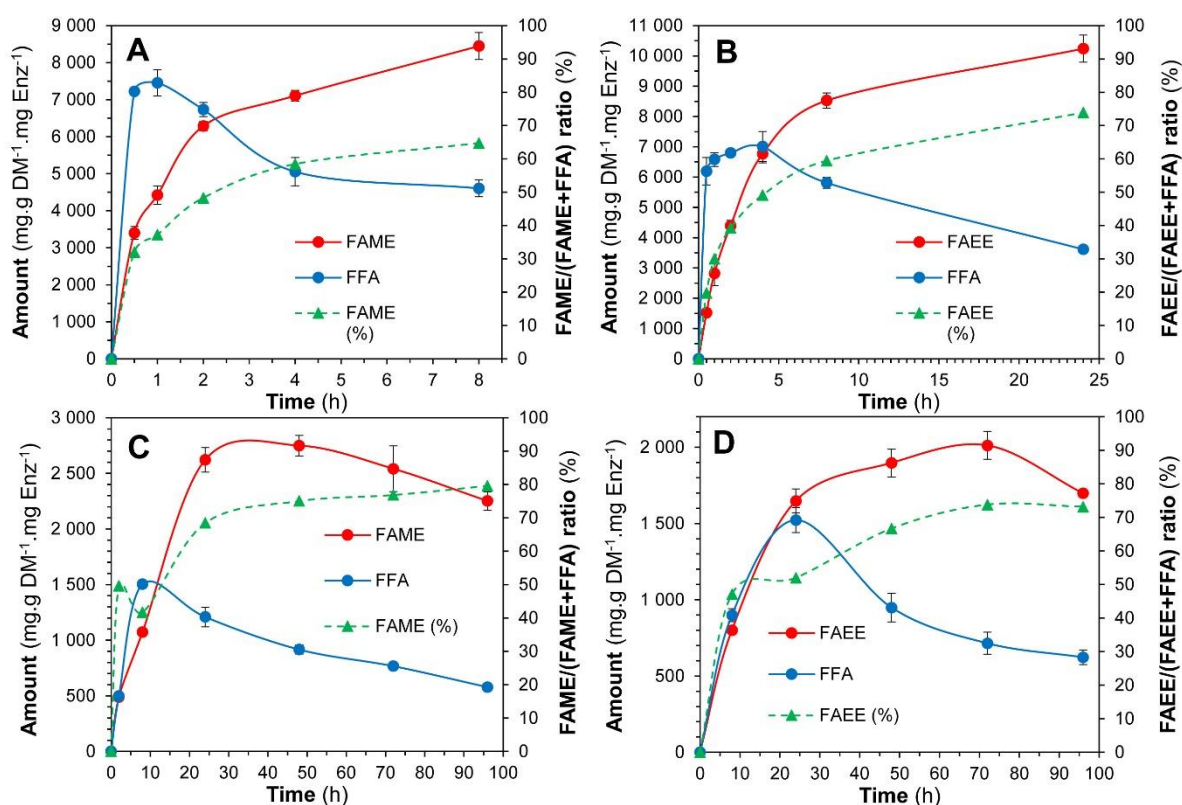 A
Amount (mg.g DM⁻¹.mg Enz⁻¹)
9 000
8 000
7 000
6 000
5 000
4 000
3 000
2 000
1 000
0
100
90
80
70
60
50
40
30
20
10
0
FAME/(FAME+FFA) ratio (%)
FAME
FFA
FAME
(%)
0 1 2 3 4 5 6 7 8
Time (h)
B
Amount (mg.g DM⁻¹.mg Enz⁻¹)
11 000
10 000
9 000
8 000
7 000
6 000
5 000
4 000
3 000
2 000
1 000
0
100
90
80
70
60
50
40
30
20
10
0
FAEE/(FAEE+FFA) ratio (%)
FAEE
FFA
FAEE
(%)
0 5 10 15 20 25
Time (h)
C
Amount (mg.g DM⁻¹.mg Enz⁻¹)
3 000
2 500
2 000
1 500
1 000
500
0
100
90
80
70
60
50
40
30
20
10
0
FAME/(FAME+FFA) ratio (%)
FAME
FFA
FAME (%)
0 10 20 30 40 50 60 70 80 90 100
Time (h)
D
Amount (mg.g DM⁻¹.mg Enz⁻¹)
2 000
1 500
1 000
500
0
100
90
80
70
60
50
40
30
20
10
0
FAEE/(FAEE+FFA) ratio (%)
FAEE
FFA
FAEE (%)
0 10 20 30 40 50 60 70 80 90 100
Time (h)